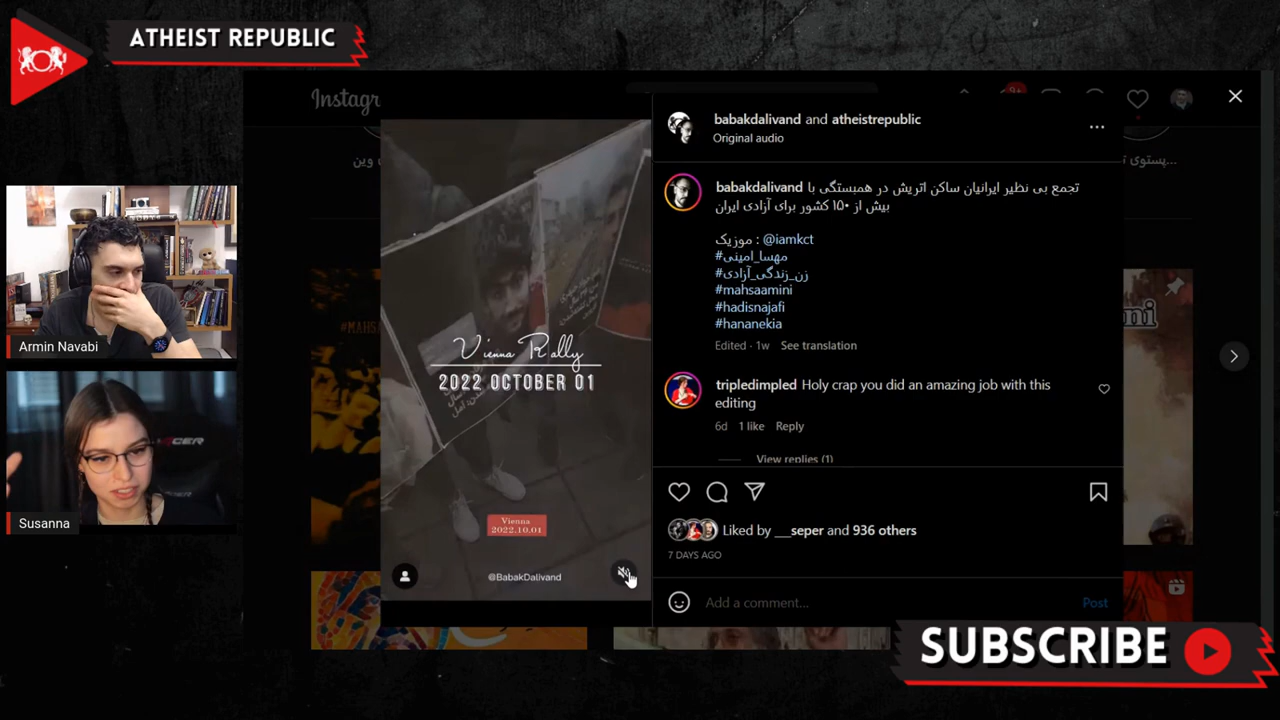 ATHEIST REPUBLIC
Instagr
babakdalivand and atheistrepublic
Original audio
babakdalivand تجمع بی نظیر ایرانیان ساکن اتریش در همبستگی با
بیش از ۱۵۰ کشور برای آزادی ایران
موزیک : @iamkct
#مهسا_امینی
#زن_زندگی_آزادی
#mahsaamini
#hadisnajafi
#hananekia
Edited · 1w See translation
tripledimpled Holy crap you did an amazing job with this
editing
6d 1 like Reply
View replies (1)
Liked by __seper and 936 others
7 DAYS AGO
Add a comment...
Post
Vienna Rally
2022 OCTOBER 01
Vienna
2022.10.01
@BabakDalivand
Armin Navabi
Susanna
SUBSCRIBE